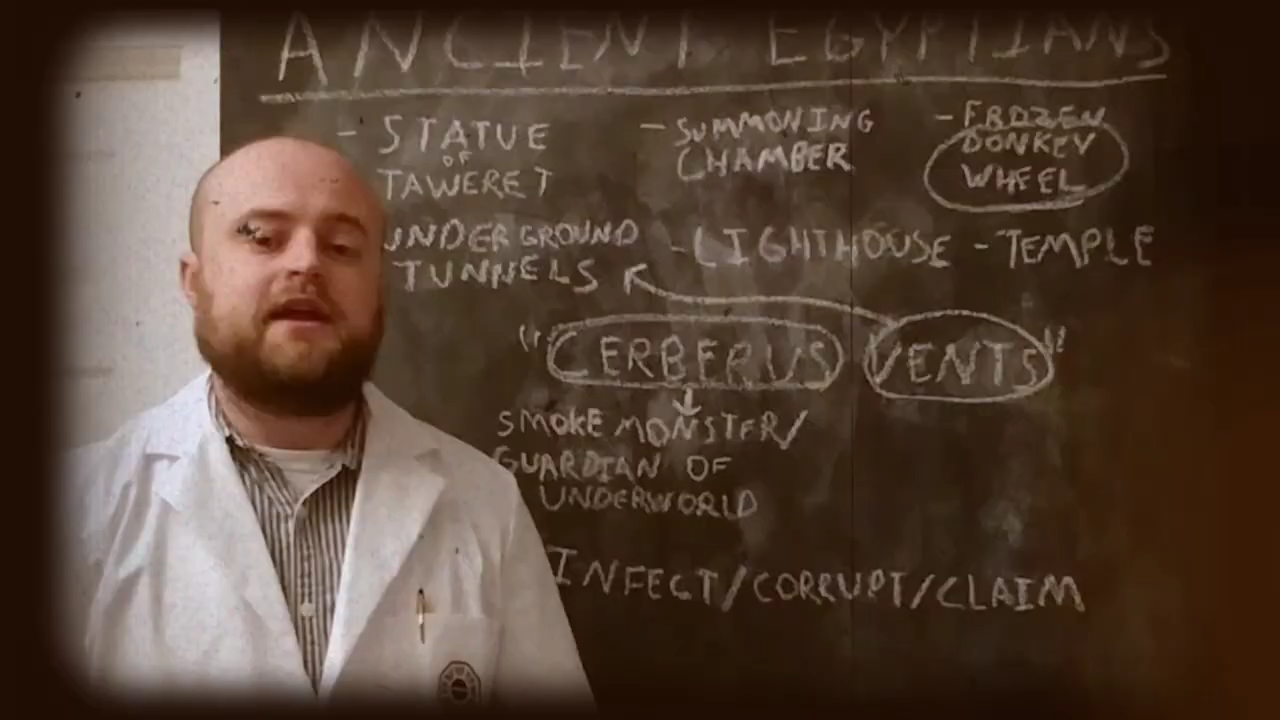 ANCIENT EGYPTIANS
- STATUE
OF
TAWERET
- SUMMONING
CHAMBER
- FROZEN
DONKEY
WHEEL
UNDERGROUND
TUNNELS
- LIGHTHOUSE
- TEMPLE
"CERBERUS VENTS"
SMOKE MONSTER/
GUARDIAN OF
UNDERWORLD
INFECT/CORRUPT/CLAIM